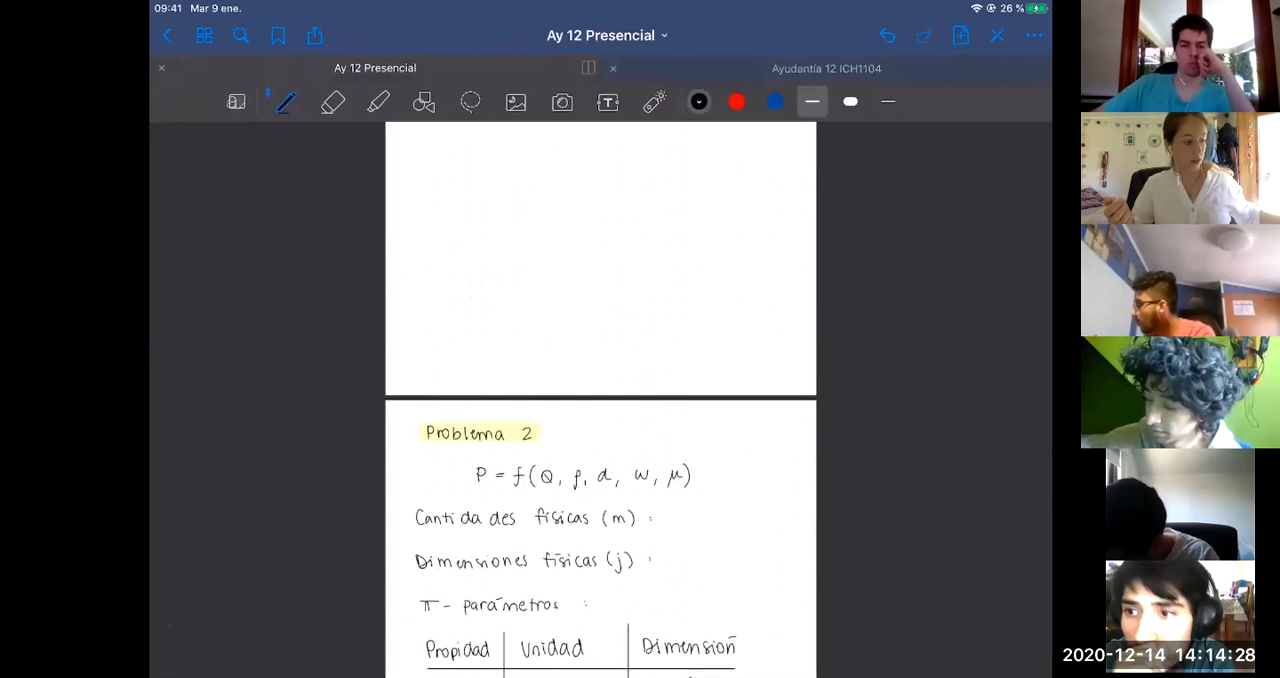 09:41 Mar 9 ene. 26 %
Ay 12 Presencial
Ay 12 Presencial Ayudantía 12 ICH1104
Problema 2
P = f(Q, ρ, d, w, μ)
Cantidades físicas (m) :
Dimensiones físicas (j) :
π - parámetros :
Propidad Unidad Dimensión
2020-12-14 14:14:28